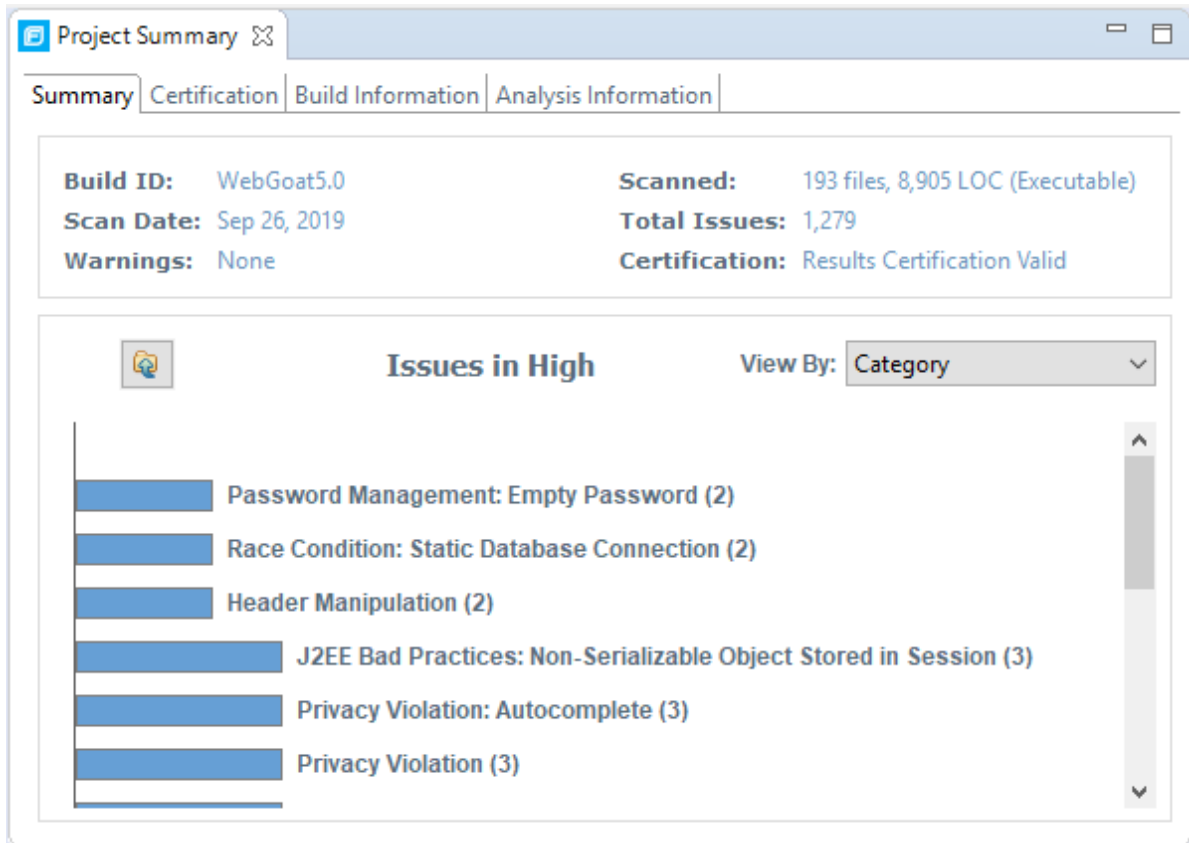 Project Summary
Summary Certification Build Information Analysis Information
Build ID: WebGoat5.0 Scanned: 193 files, 8,905 LOC (Executable)
Scan Date: Sep 26, 2019 Total Issues: 1,279
Warnings: None Certification: Results Certification Valid
Issues in High View By: Category
Password Management: Empty Password (2)
Race Condition: Static Database Connection (2)
Header Manipulation (2)
J2EE Bad Practices: Non-Serializable Object Stored in Session (3)
Privacy Violation: Autocomplete (3)
Privacy Violation (3)